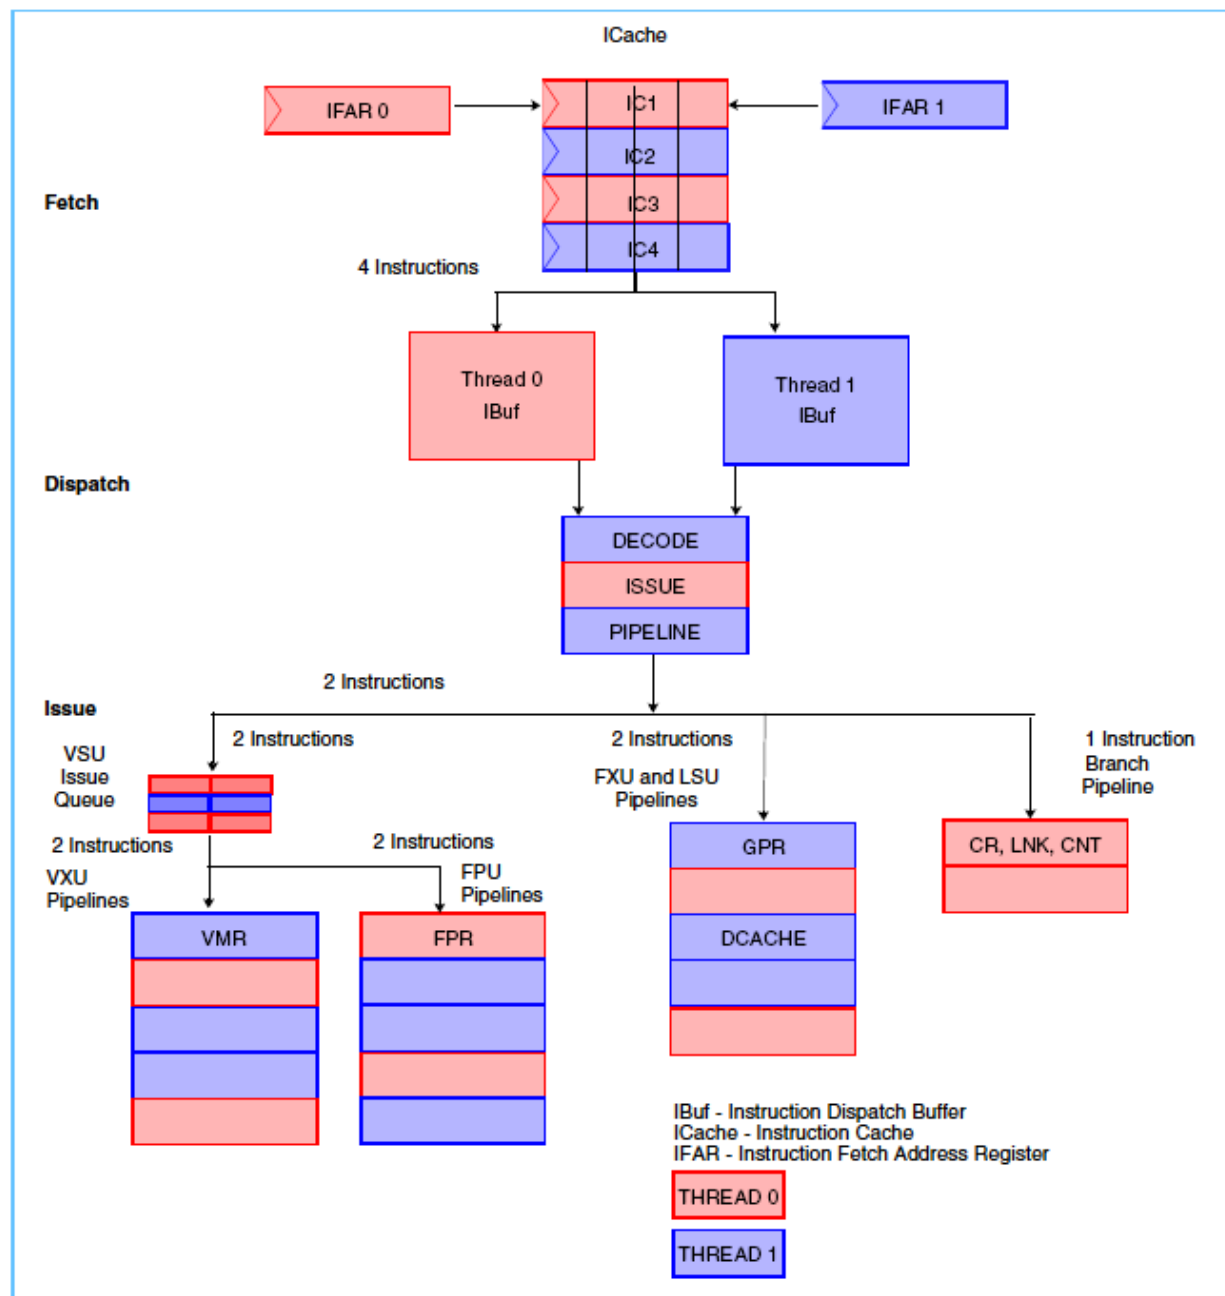 ICache
IFAR 0
IC1
IFAR 1
IC2
Fetch
IC3
IC4
4 Instructions
Thread 0
IBuf
Thread 1
IBuf
Dispatch
DECODE
ISSUE
PIPELINE
2 Instructions
Issue
2 Instructions
2 Instructions
1 Instruction
Branch
Pipeline
VSU
Issue
Queue
FXU and LSU
Pipelines
2 Instructions
2 Instructions
GPR
CR, LNK, CNT
VXU
Pipelines
FPU
Pipelines
VMR
FPR
DCACHE
IBuf - Instruction Dispatch Buffer
ICache - Instruction Cache
IFAR - Instruction Fetch Address Register
THREAD 0
THREAD 1